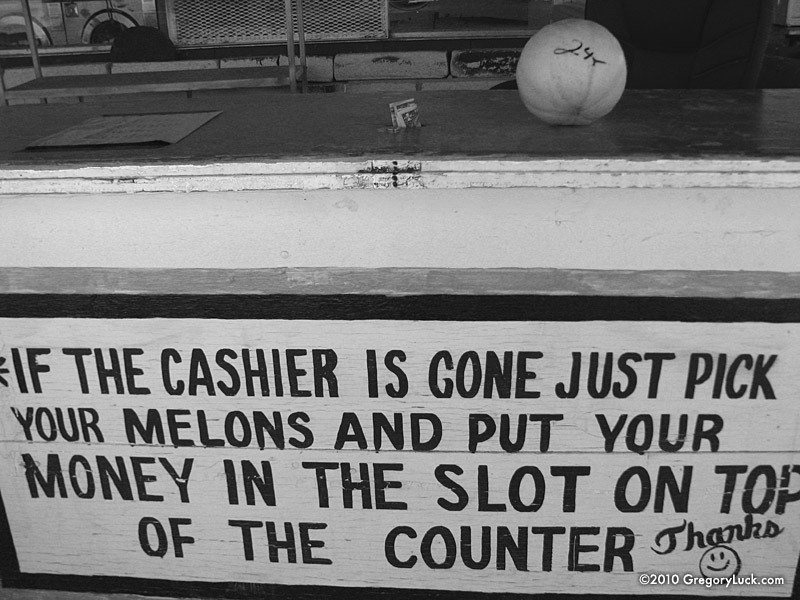 24
*IF THE CASHIER IS GONE JUST PICK
YOUR MELONS AND PUT YOUR
MONEY IN THE SLOT ON TOP
OF THE COUNTER Thanks
©2010 GregoryLuck.com